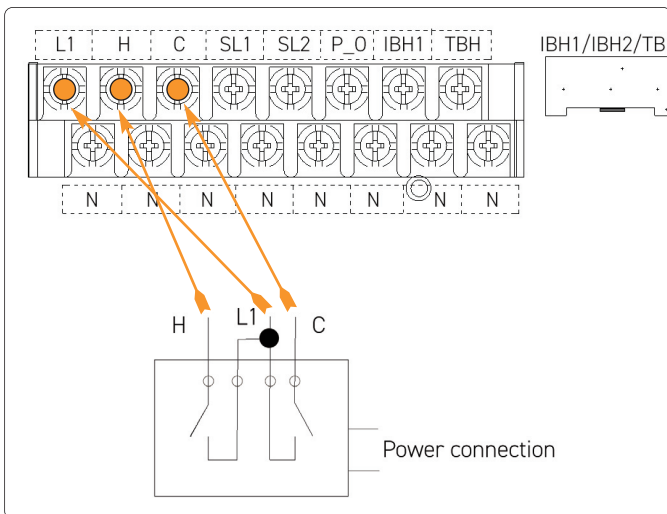 L1 H C SL1 SL2 P_O IBH1 TBH
IBH1/IBH2/TB
N N N N N N N N
H L1 C
Power connection